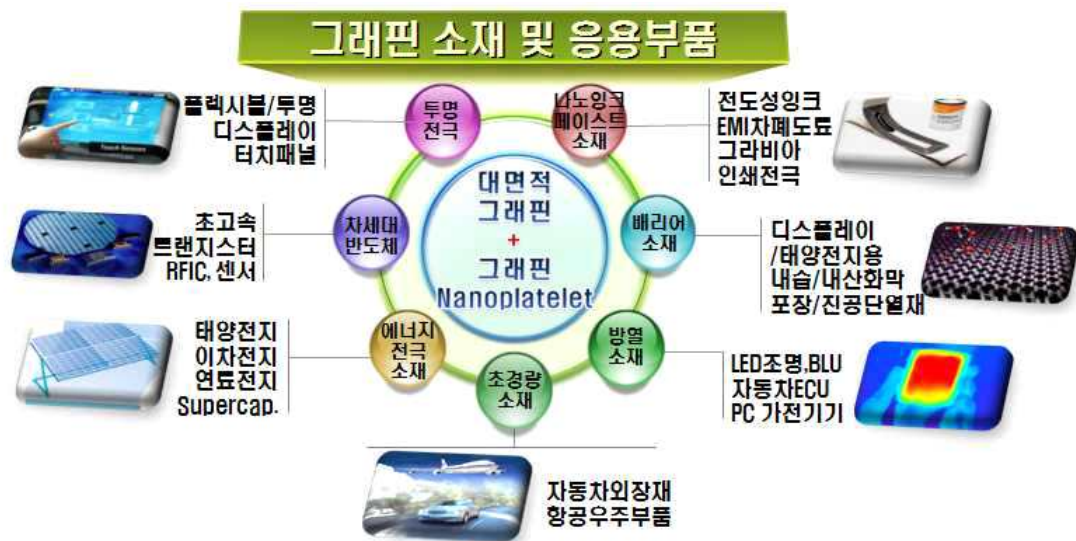 그래핀 소재 및 응용부품
플렉시블/투명
디스플레이
터치패널
투명
전극
나노잉크
페이스트
소재
전도성잉크
EMI차폐도료
그라비아
인쇄전극
초고속
트랜지스터
RFIC, 센서
차세대
반도체
대면적
그래핀
+
그래핀
Nanoplatelet
배리어
소재
디스플레이
/태양전지용
내습/내산화막
포장/진공단열재
태양전지
이차전지
연료전지
Supercap.
에너지
전극
소재
초경량
소재
방열
소재
LED조명,BLU
자동차ECU
PC 가전기기
자동차외장재
항공우주부품